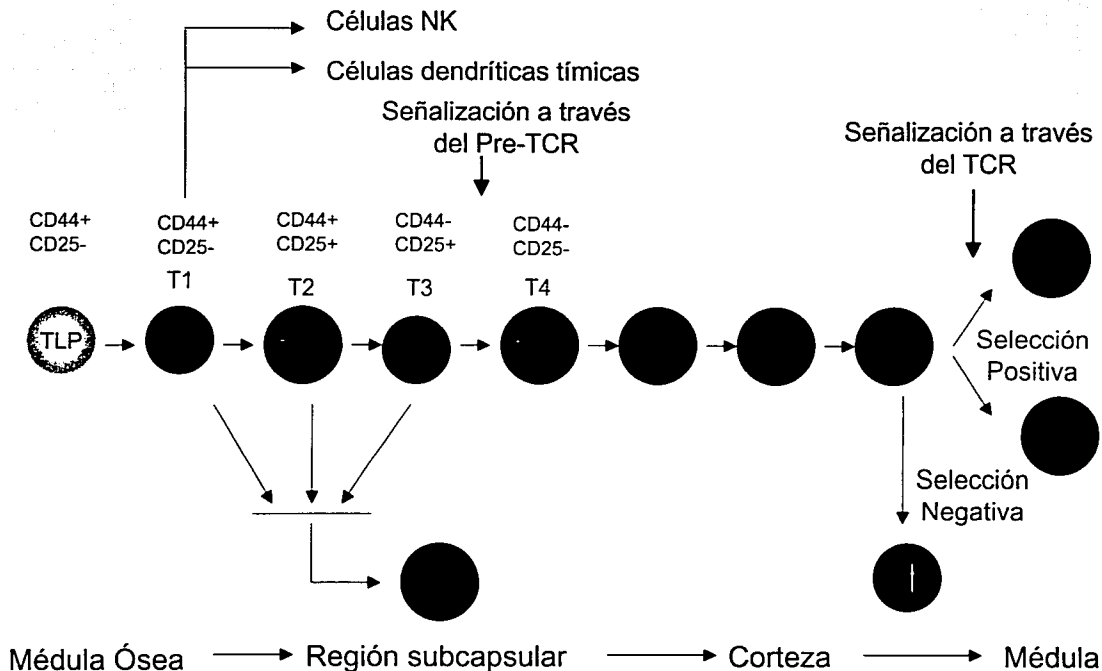 Células NK
Células dendríticas tímicas
Señalización a través
del Pre-TCR
Señalización a través
del TCR
CD44+
CD25-
CD44+
CD25-
T1
CD44+
CD25+
T2
CD44-
CD25+
T3
CD44-
CD25-
T4
TLP
Selección
Positiva
Selección
Negativa
Médula Ósea
Región subcapsular
Corteza
Médula